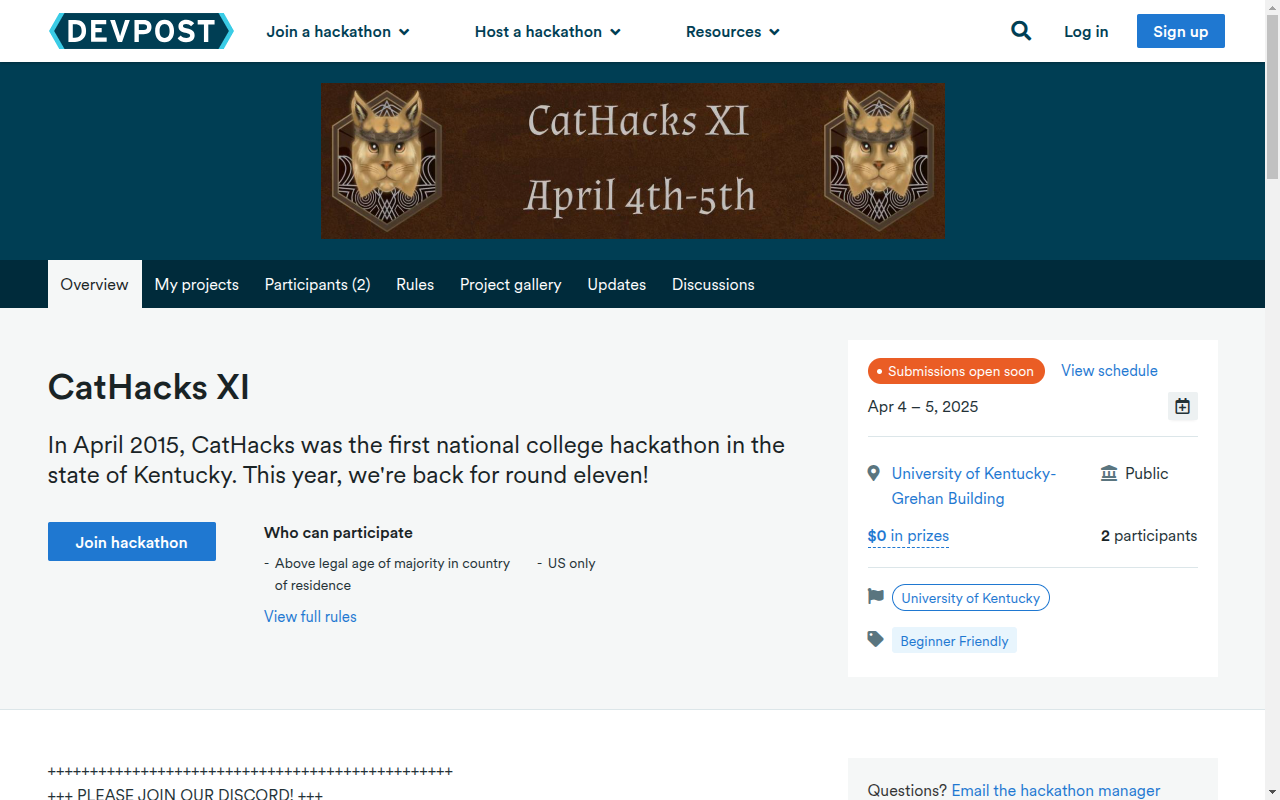 DEVPOST
Join a hackathon
Host a hackathon
Resources
Log in
Sign up
CatHacks XI
April 4th-5th
Overview
My projects
Participants (2)
Rules
Project gallery
Updates
Discussions
CatHacks XI
In April 2015, CatHacks was the first national college hackathon in the
state of Kentucky. This year, we're back for round eleven!
Join hackathon
Who can participate
- Above legal age of majority in country
of residence
- US only
View full rules
Submissions open soon
View schedule
Apr 4 – 5, 2025
University of Kentucky-
Grehan Building
Public
$0 in prizes
2 participants
University of Kentucky
Beginner Friendly
++++++++++++++++++++++++++++++++++++++++++++++++
+++ PLEASE JOIN OUR DISCORD! +++
Questions? Email the hackathon manager